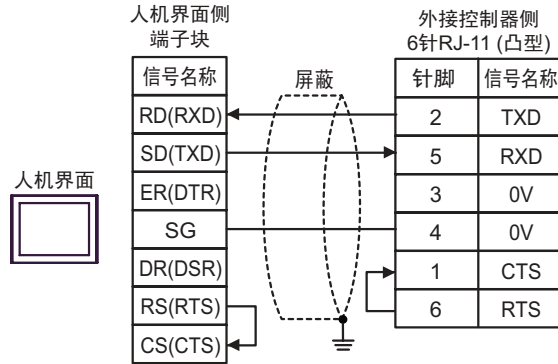 人机界面侧
端子块
外接控制器侧
6针RJ-11 (凸型)
信号名称
屏蔽
针脚 信号名称
RD(RXD) 2 TXD
SD(TXD) 5 RXD
人机界面
ER(DTR) 3 0V
SG 4 0V
DR(DSR) 1 CTS
RS(RTS) 6 RTS
CS(CTS)